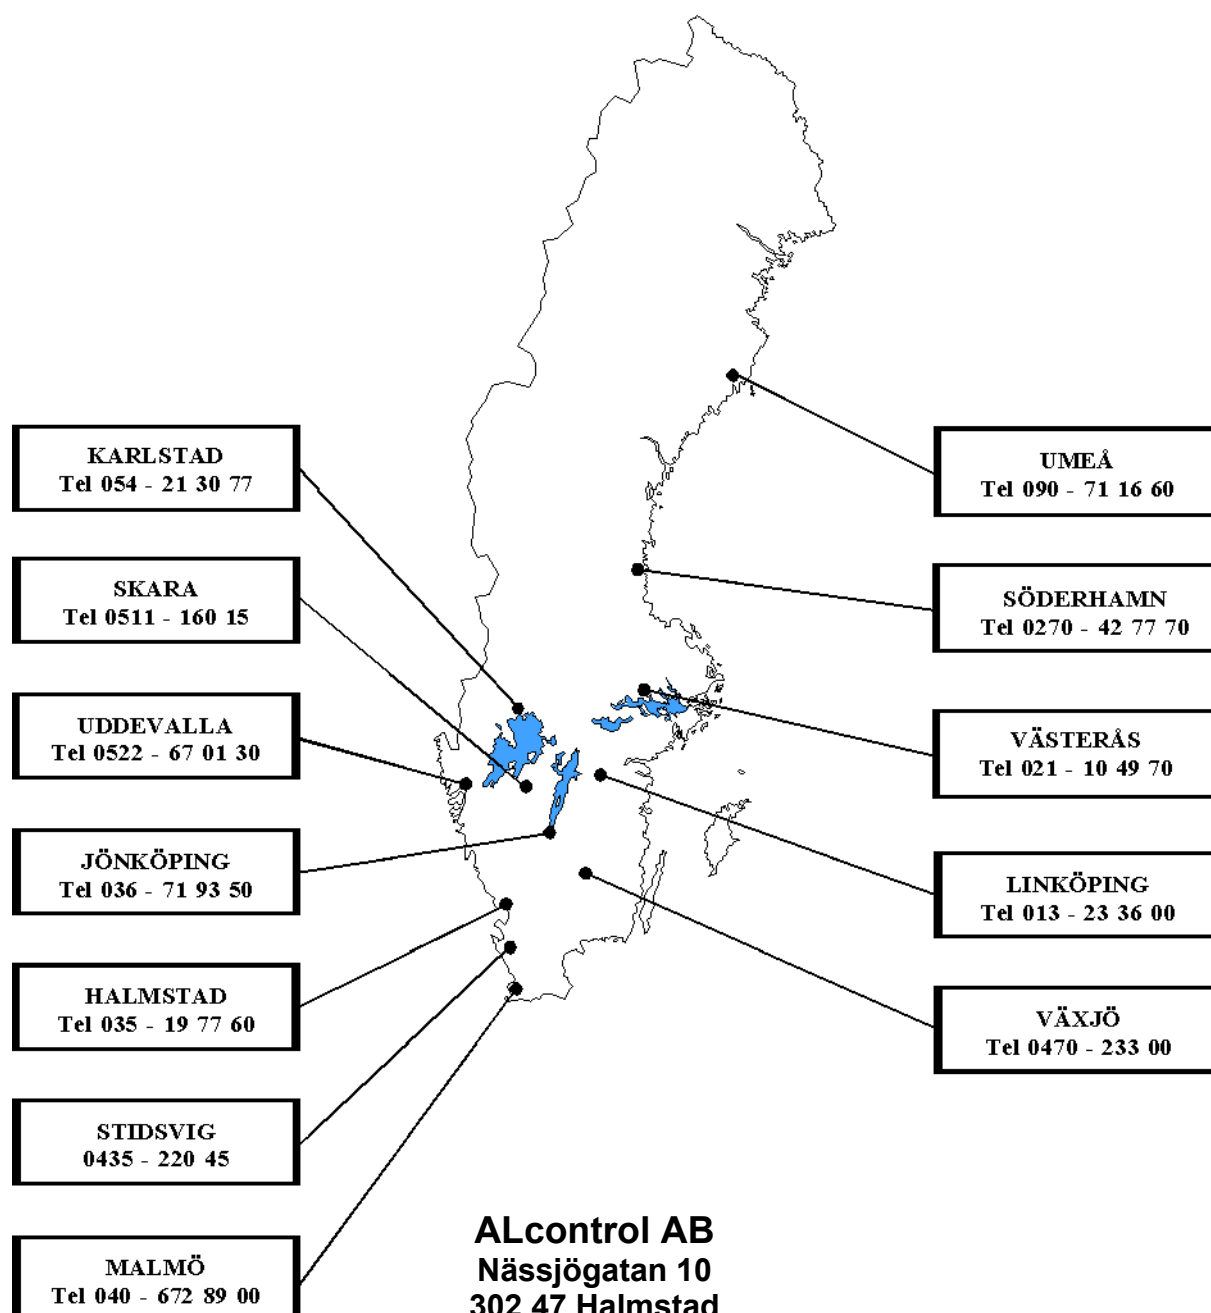 KARLSTAD
Tel 054 - 21 30 77
SKARA
Tel 0511 - 160 15
UDDEVALLA
Tel 0522 - 67 01 30
JÖNKÖPING
Tel 036 - 71 93 50
HALMSTAD
Tel 035 - 19 77 60
STIDSVIG
0435 - 220 45
MALMÖ
Tel 040 - 672 89 00
UMEÅ
Tel 090 - 71 16 60
SÖDERHAMN
Tel 0270 - 42 77 70
VÄSTERÅS
Tel 021 - 10 49 70
LINKÖPING
Tel 013 - 23 36 00
VÄXJÖ
Tel 0470 - 233 00
ALcontrol AB
Nässjögatan 10
302 47 Halmstad